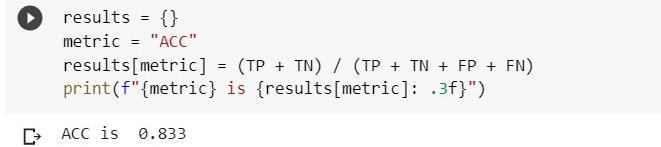 results = {}
metric = "ACC"
results[metric] = (TP + TN) / (TP + TN + FP + FN)
print(f"{metric} is {results[metric]: .3f}")
ACC is  0.833